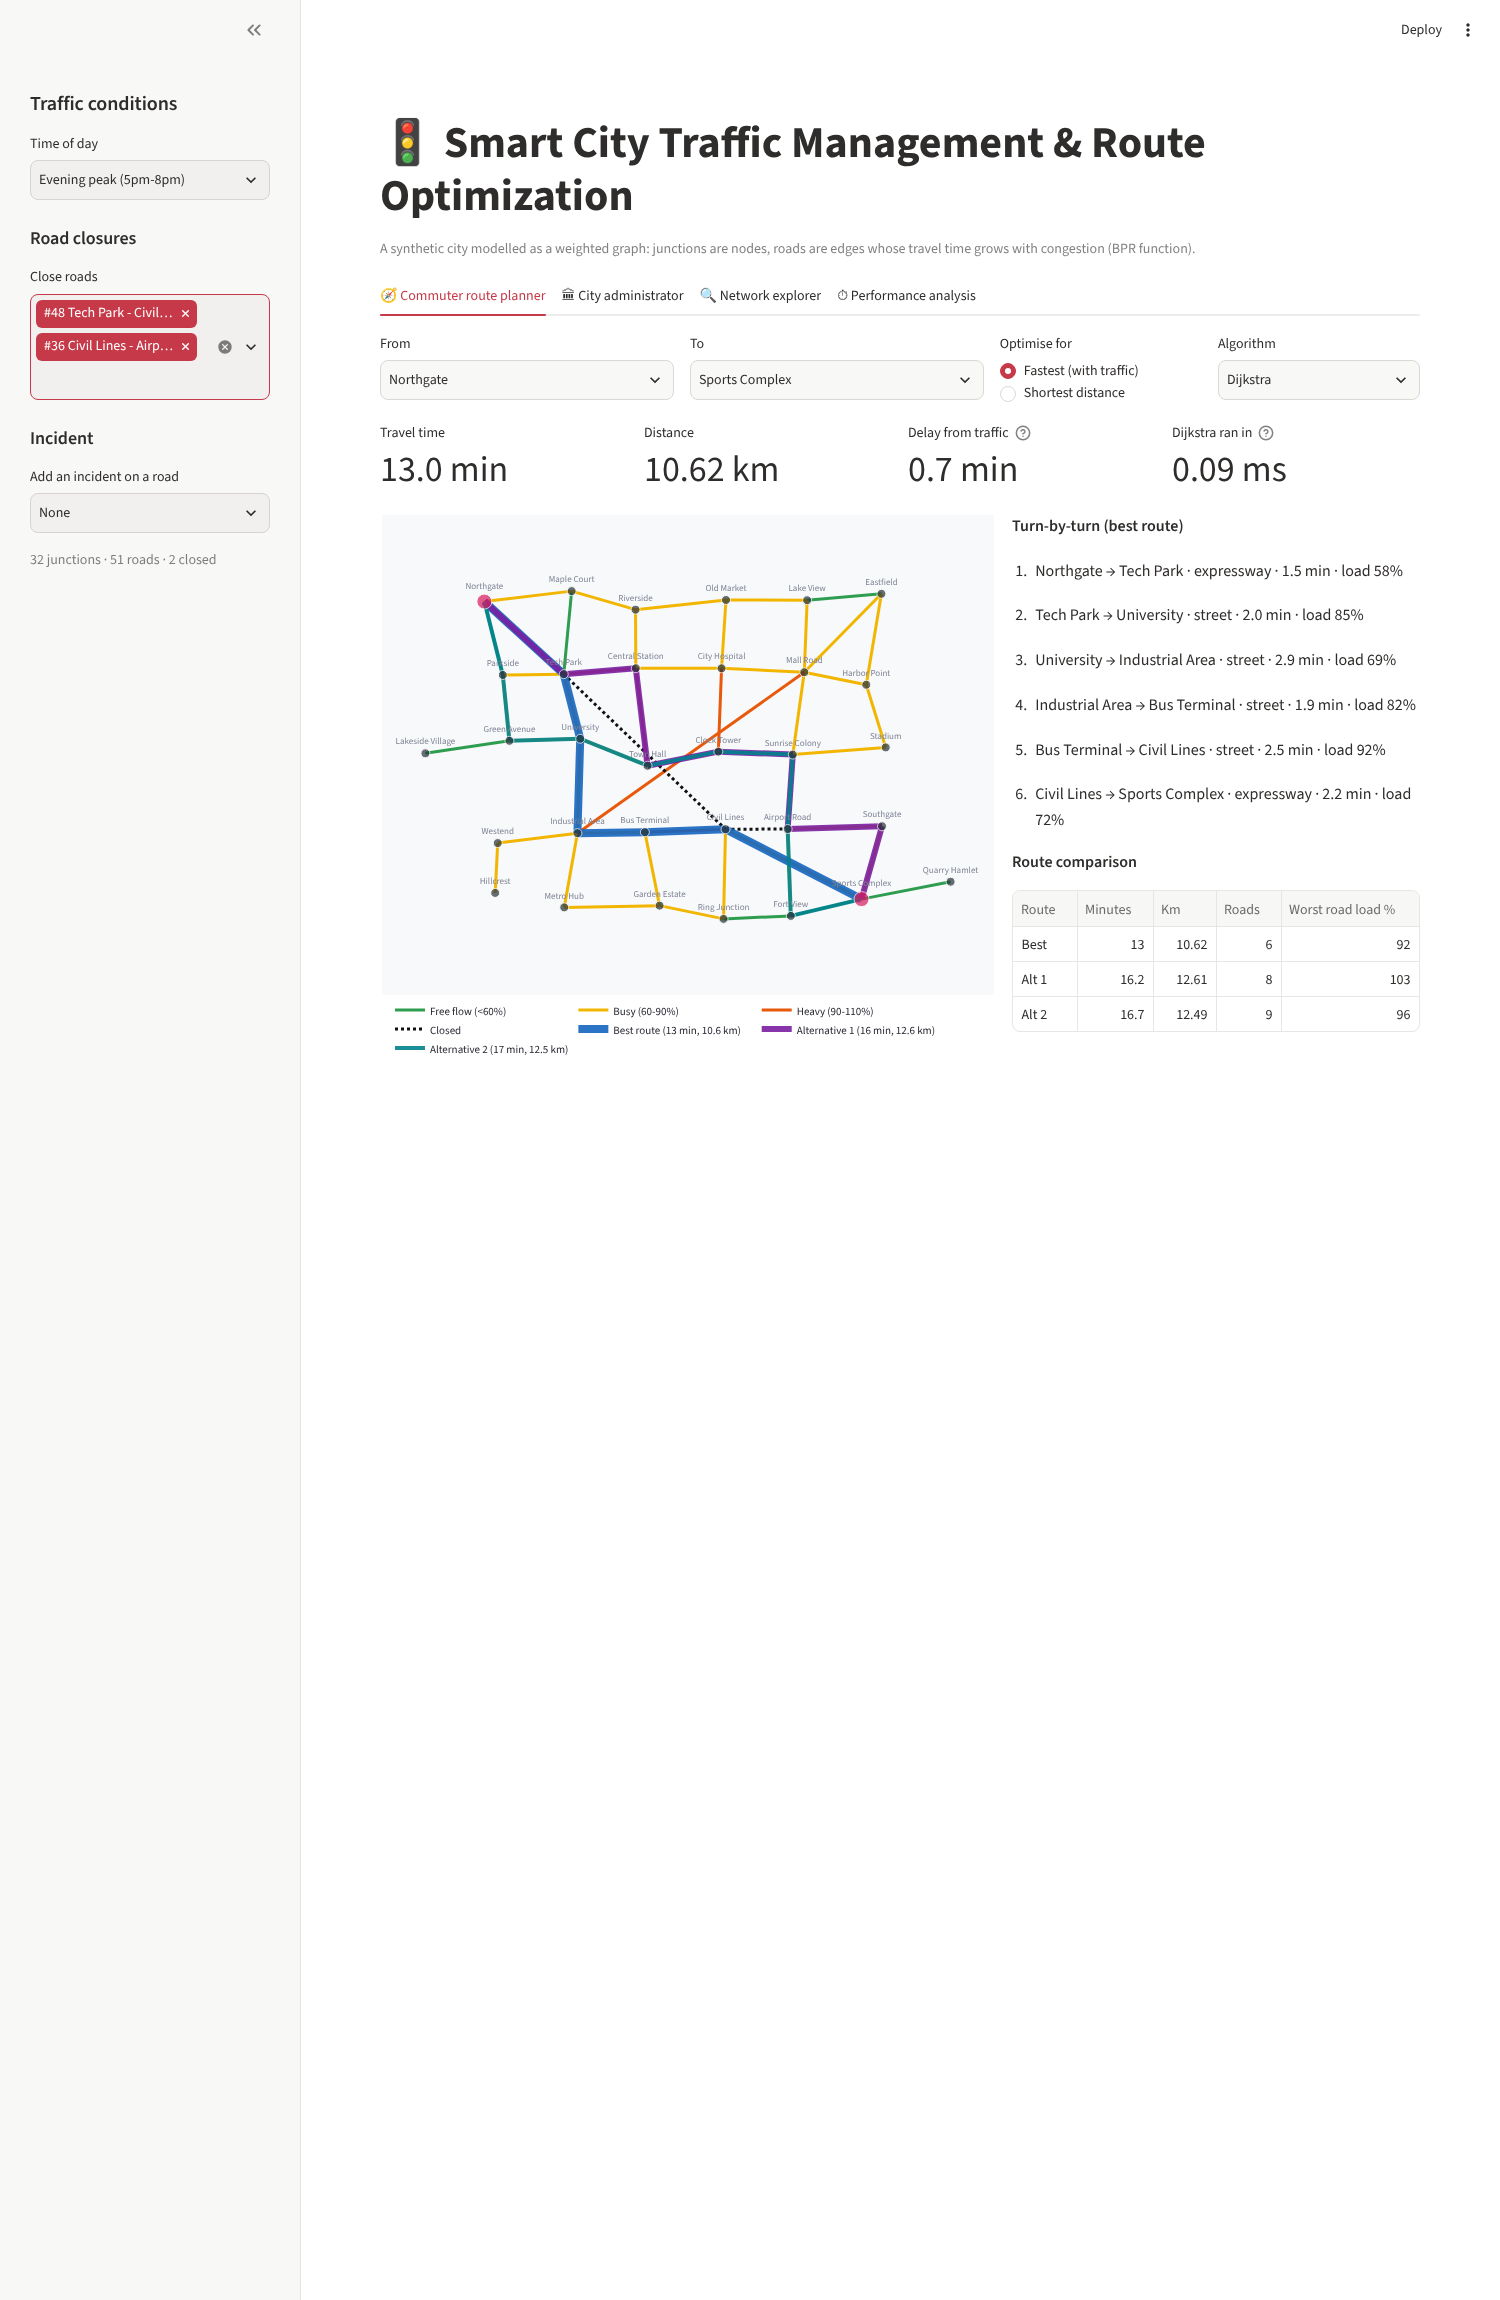 Deploy
Traffic conditions
Time of day
Evening peak (5pm-8pm)
Road closures
Close roads
#48 Tech Park - Civil...
#36 Civil Lines - Airp...
Incident
Add an incident on a road
None
32 junctions · 51 roads · 2 closed
Smart City Traffic Management & Route
Optimization
A synthetic city modelled as a weighted graph: junctions are nodes, roads are edges whose travel time grows with congestion (BPR function).
Commuter route planner
City administrator
Network explorer
Performance analysis
From
Northgate
To
Sports Complex
Optimise for
Fastest (with traffic)
Shortest distance
Algorithm
Dijkstra
Travel time
13.0 min
Distance
10.62 km
Delay from traffic
0.7 min
Dijkstra ran in
0.09 ms
Northgate
Maple Court
Riverside
Old Market
Lake View
Eastfield
Parkside
Tech Park
Central Station
City Hospital
Mall Road
Harbor Point
Lakeside Village
Green Avenue
University
Town Hall
Clock Tower
Sunrise Colony
Stadium
Westend
Industrial Area
Bus Terminal
Civil Lines
Airport Road
Southgate
Hillcrest
Metro Hub
Garden Estate
Ring Junction
Fort View
Sports Complex
Quarry Hamlet
Free flow (<60%)
Busy (60-90%)
Heavy (90-110%)
Closed
Best route (13 min, 10.6 km)
Alternative 1 (16 min, 12.6 km)
Alternative 2 (17 min, 12.5 km)
Turn-by-turn (best route)
1. Northgate → Tech Park · expressway · 1.5 min · load 58%
2. Tech Park → University · street · 2.0 min · load 85%
3. University → Industrial Area · street · 2.9 min · load 69%
4. Industrial Area → Bus Terminal · street · 1.9 min · load 82%
5. Bus Terminal → Civil Lines · street · 2.5 min · load 92%
6. Civil Lines → Sports Complex · expressway · 2.2 min · load
72%
Route comparison
Route Minutes Km Roads Worst road load %
Best 13 10.62 6 92
Alt 1 16.2 12.61 8 103
Alt 2 16.7 12.49 9 96